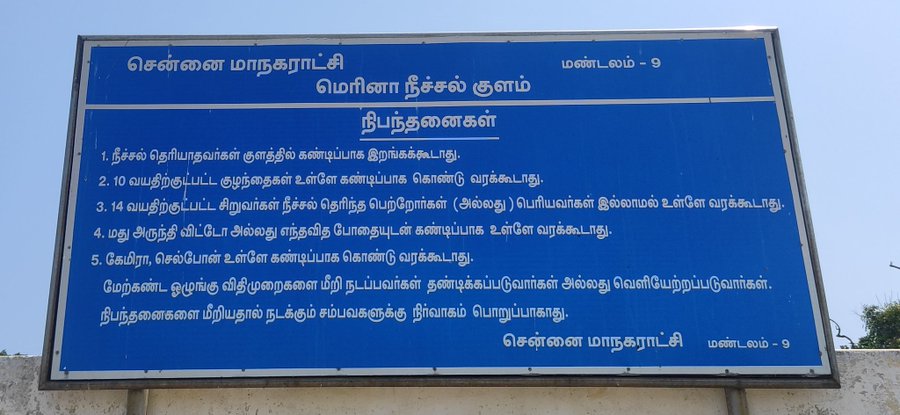 சென்னை மாநகராட்சி மண்டலம் - 9
மெரினா நீச்சல் குளம்
நிபந்தனைகள்
1. நீச்சல் தெரியாதவர்கள் குளத்தில் கண்டிப்பாக இறங்கக்கூடாது.
2. 10 வயதிற்குட்பட்ட குழந்தைகள் உள்ளே கண்டிப்பாக கொண்டு வரக்கூடாது.
3. 14 வயதிற்குட்பட்ட சிறுவர்கள் நீச்சல் தெரிந்த பெற்றோர்கள் (அல்லது) பெரியவர்கள் இல்லாமல் உள்ளே வரக்கூடாது.
4. மது அருந்தி விட்டோ அல்லது எந்தவித போதையுடன் கண்டிப்பாக உள்ளே வரக்கூடாது.
5. கேமிரா, செல்போன் உள்ளே கண்டிப்பாக கொண்டு வரக்கூடாது.
மேற்கண்ட ஓழுங்கு விதிமுறைகளை மீறி நடப்பவர்கள் தண்டிக்கப்படுவார்கள் அல்லது வெளியேற்றப்படுவார்கள்.
நிபந்தனைகளை மீறியதால் நடக்கும் சம்பவகளுக்கு நிர்வாகம் பொறுப்பாகாது.
சென்னை மாநகராட்சி மண்டலம் - 9